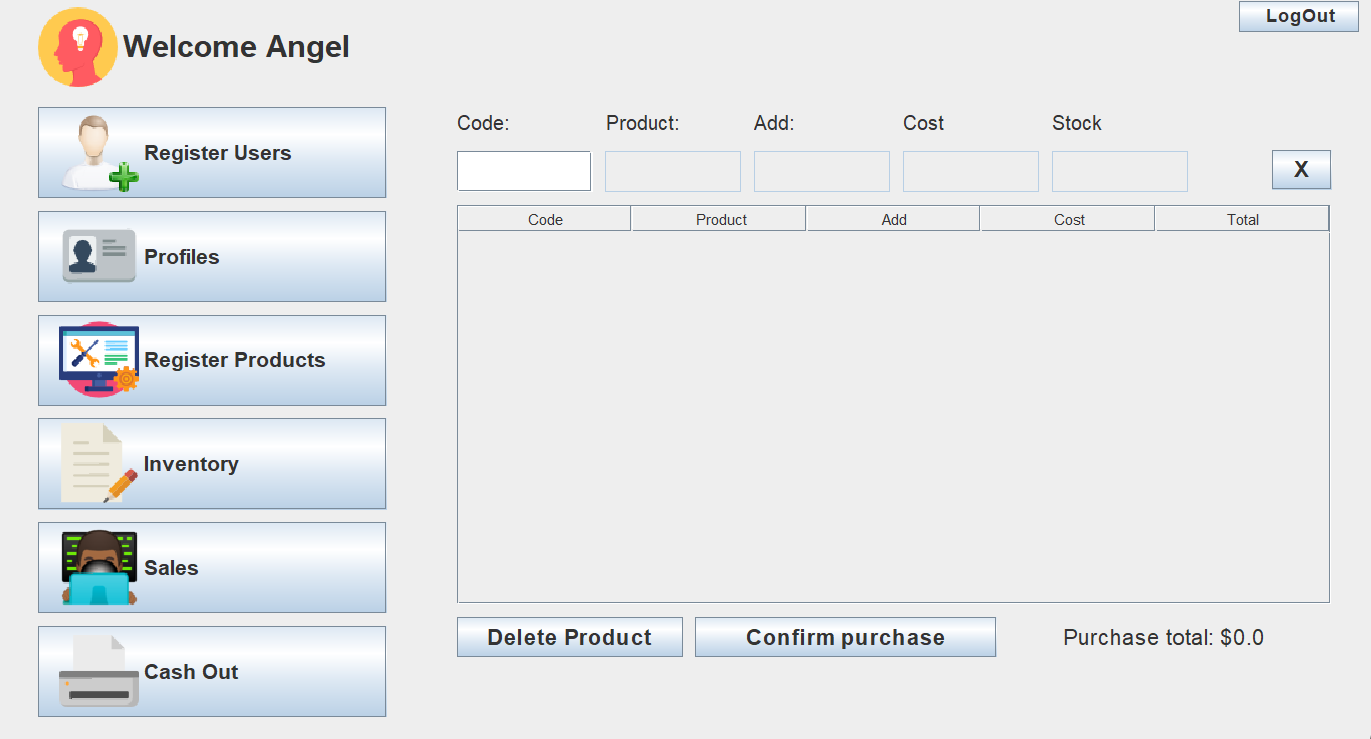 LogOut
Welcome Angel
Register Users
Profiles
Register Products
Inventory
Sales
Cash Out
Code: Product: Add: Cost Stock
X
Code Product Add Cost Total
Delete Product Confirm purchase Purchase total: $0.0